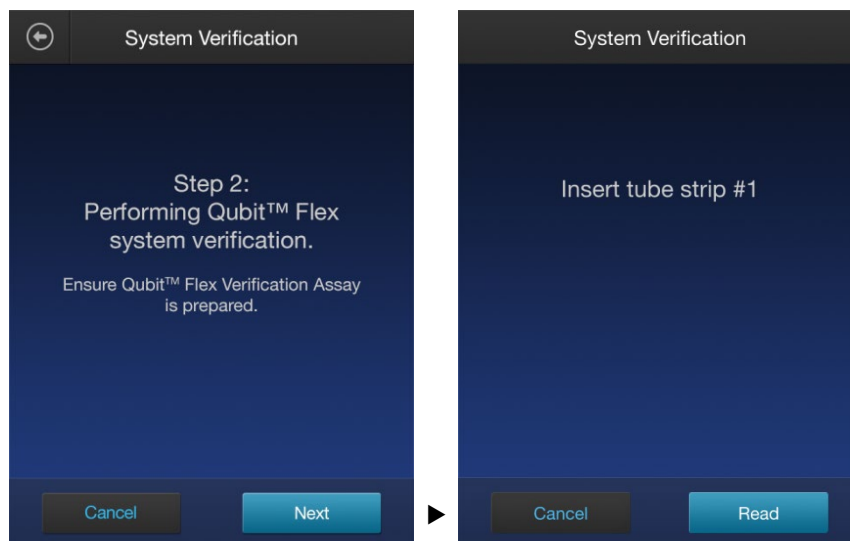 System Verification
Step 2:
Performing Qubit™ Flex
system verification.
Ensure Qubit™ Flex Verification Assay
is prepared.
Cancel
Next
System Verification
Insert tube strip #1
Cancel
Read